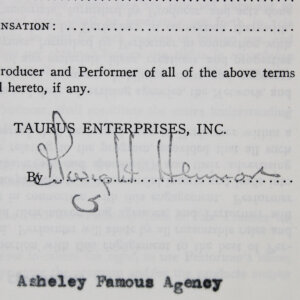 NSATION: ............
roducer and Performer of all of the above terms
l hereto, if any.
TAURUS ENTERPRISES, INC.
By
Asheley Famous Agency